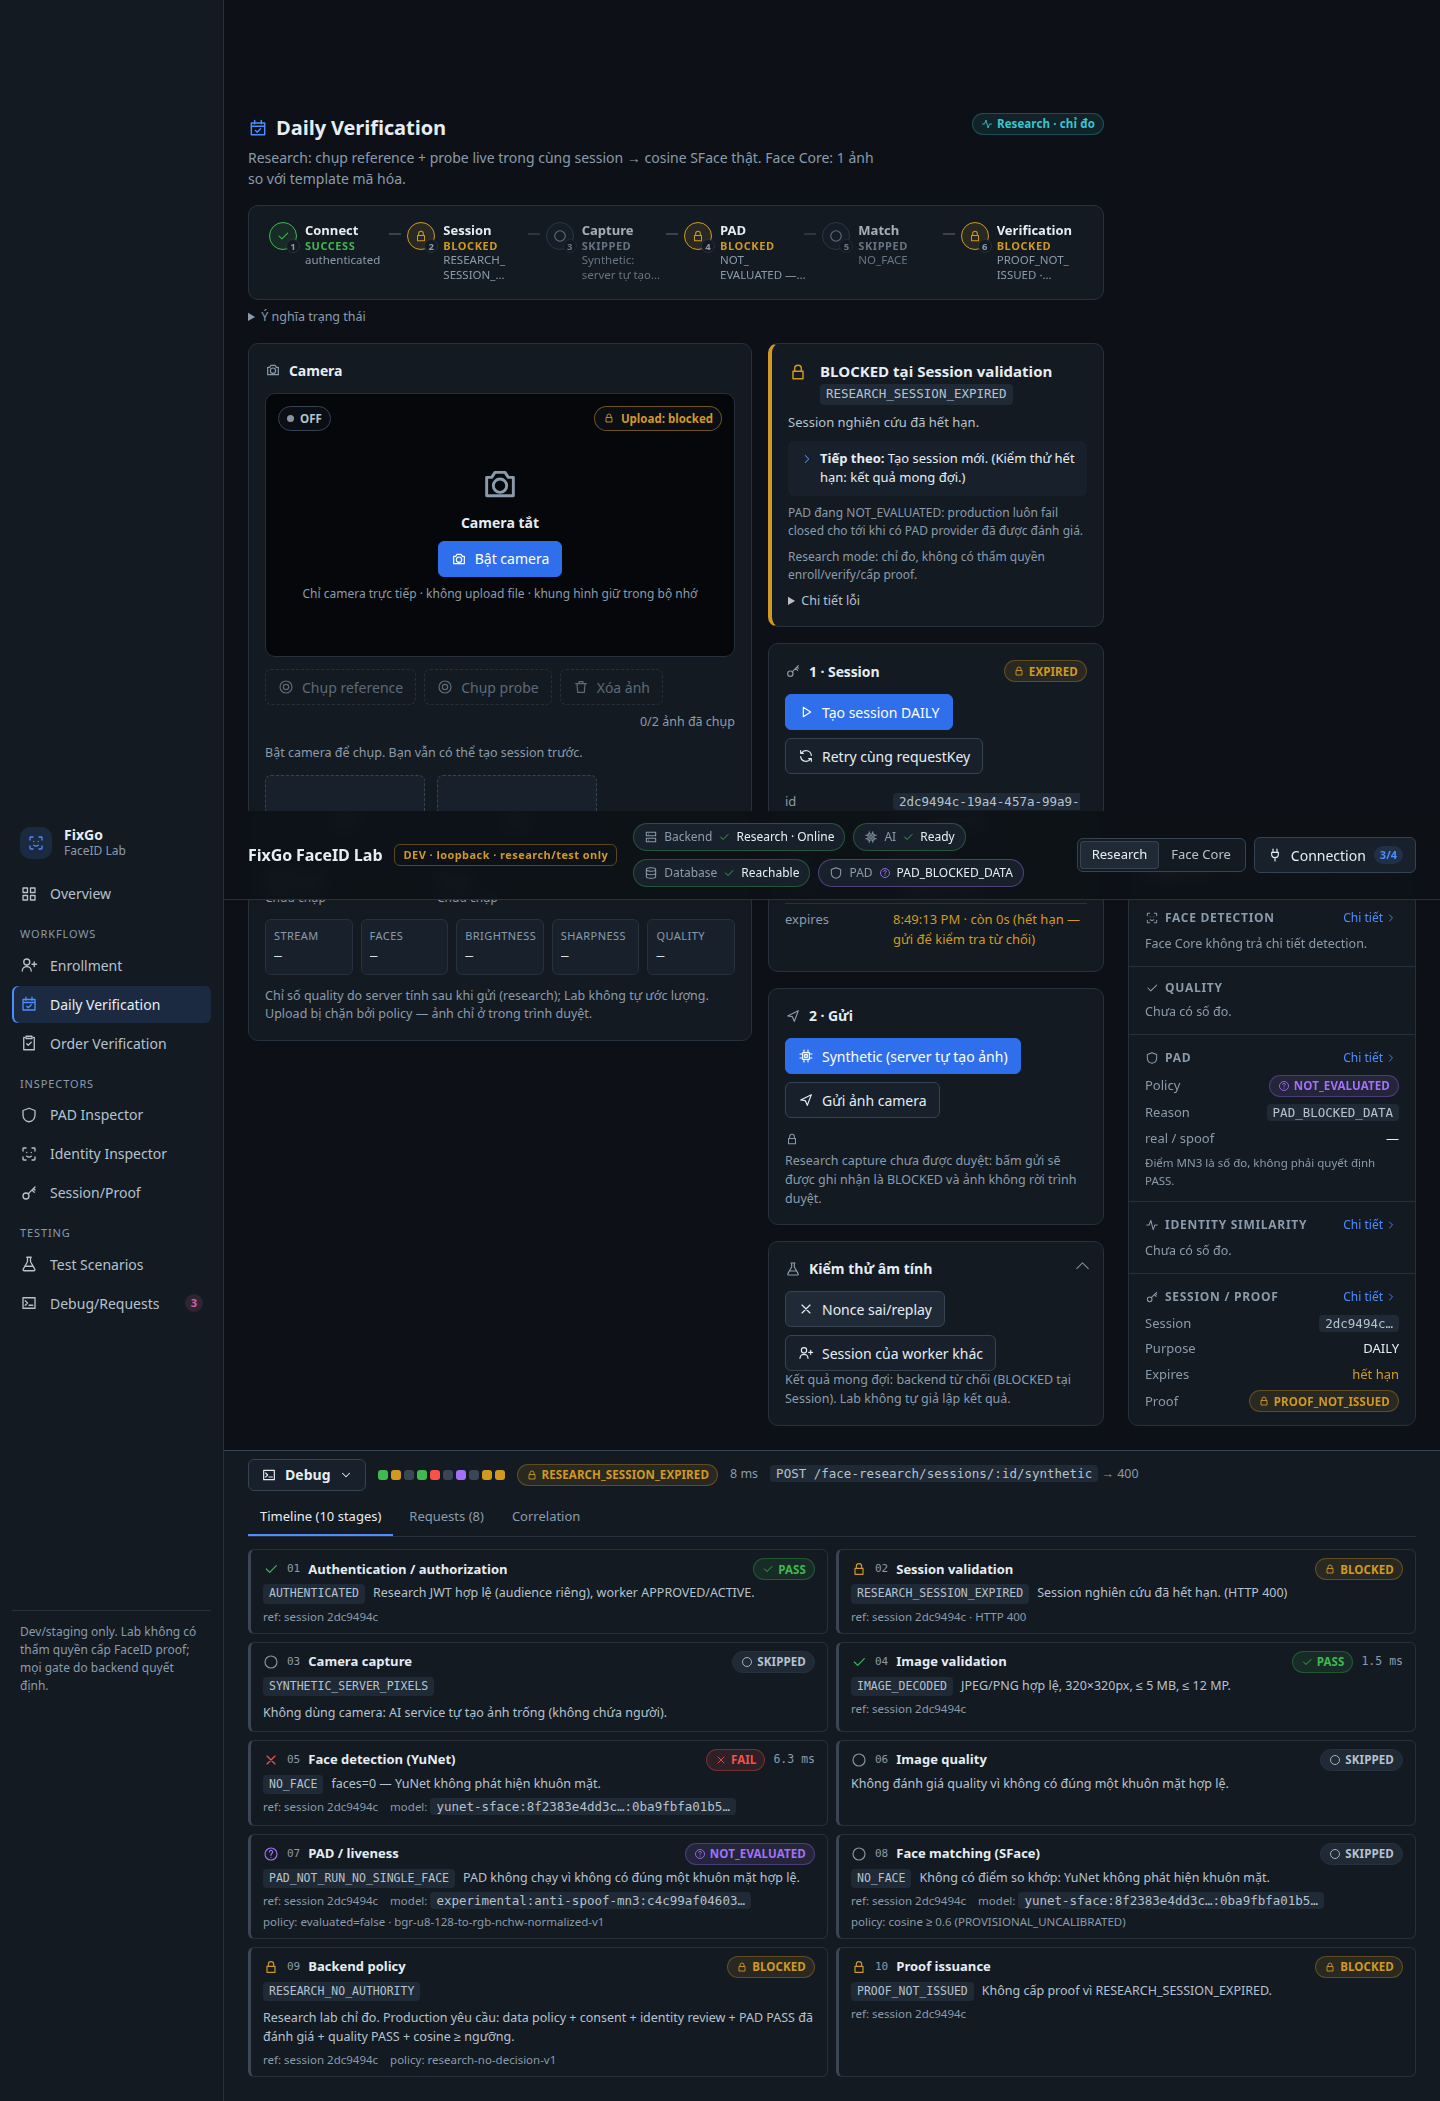 Daily Verification
Research · chỉ đo
Research: chụp reference + probe live trong cùng session → cosine SFace thật. Face Core: 1 ảnh
so với template mã hóa.
1
Connect
SUCCESS
authenticated
2
Session
BLOCKED
RESEARCH_
SESSION_…
3
Capture
SKIPPED
Synthetic:
server tự tạo…
4
PAD
BLOCKED
NOT_
EVALUATED —…
5
Match
SKIPPED
NO_FACE
6
Verification
BLOCKED
PROOF_NOT_
ISSUED ·…
Ý nghĩa trạng thái
Camera
OFF
Upload: blocked
Camera tắt
Bật camera
Chỉ camera trực tiếp · không upload file · khung hình giữ trong bộ nhớ
Chụp reference
Chụp probe
Xóa ảnh
0/2 ảnh đã chụp
Bật camera để chụp. Bạn vẫn có thể tạo session trước.
BLOCKED tại Session validation
RESEARCH_SESSION_EXPIRED
Session nghiên cứu đã hết hạn.
Tiếp theo: Tạo session mới. (Kiểm thử hết
hạn: kết quả mong đợi.)
PAD đang NOT_EVALUATED: production luôn fail
closed cho tới khi có PAD provider đã được đánh giá.
Research mode: chỉ đo, không có thẩm quyền
enroll/verify/cấp proof.
Chi tiết lỗi
1 · Session
EXPIRED
Tạo session DAILY
Retry cùng requestKey
id
2dc9494c-19a4-457a-99a9-
FixGo
FaceID Lab
Overview
WORKFLOWS
Enrollment
Daily Verification
Order Verification
INSPECTORS
PAD Inspector
Identity Inspector
Session/Proof
TESTING
Test Scenarios
Debug/Requests
3
Dev/staging only. Lab không có
thẩm quyền cấp FaceID proof;
mọi gate do backend quyết
định.
FixGo FaceID Lab
DEV · loopback · research/test only
Backend
Research · Online
AI
Ready
Database
Reachable
PAD
PAD_BLOCKED_DATA
Research
Face Core
Connection
3/4
STREAM
–
FACES
–
BRIGHTNESS
–
SHARPNESS
–
QUALITY
–
Chỉ số quality do server tính sau khi gửi (research); Lab không tự ước lượng.
Upload bị chặn bởi policy — ảnh chỉ ở trong trình duyệt.
expires
8:49:13 PM · còn 0s (hết hạn —
gửi để kiểm tra từ chối)
2 · Gửi
Synthetic (server tự tạo ảnh)
Gửi ảnh camera
Research capture chưa được duyệt: bấm gửi sẽ
được ghi nhận là BLOCKED và ảnh không rời trình
duyệt.
Kiểm thử âm tính
Nonce sai/replay
Session của worker khác
Kết quả mong đợi: backend từ chối (BLOCKED tại
Session). Lab không tự giả lập kết quả.
FACE DETECTION
Chi tiết
Face Core không trả chi tiết detection.
QUALITY
Chưa có số đo.
PAD
Chi tiết
Policy
NOT_EVALUATED
Reason
PAD_BLOCKED_DATA
real / spoof
—
Điểm MN3 là số đo, không phải quyết định
PASS.
IDENTITY SIMILARITY
Chi tiết
Chưa có số đo.
SESSION / PROOF
Chi tiết
Session
2dc9494c…
Purpose
DAILY
Expires
hết hạn
Proof
PROOF_NOT_ISSUED
Debug
RESEARCH_SESSION_EXPIRED
8 ms
POST /face-research/sessions/:id/synthetic → 400
Timeline (10 stages)
Requests (8)
Correlation
01 Authentication / authorization
PASS
AUTHENTICATED Research JWT hợp lệ (audience riêng), worker APPROVED/ACTIVE.
ref: session 2dc9494c
02 Session validation
BLOCKED
RESEARCH_SESSION_EXPIRED Session nghiên cứu đã hết hạn. (HTTP 400)
ref: session 2dc9494c · HTTP 400
03 Camera capture
SKIPPED
SYNTHETIC_SERVER_PIXELS
Không dùng camera: AI service tự tạo ảnh trống (không chứa người).
04 Image validation
PASS
1.5 ms
IMAGE_DECODED JPEG/PNG hợp lệ, 320×320px, ≤ 5 MB, ≤ 12 MP.
ref: session 2dc9494c
05 Face detection (YuNet)
FAIL
6.3 ms
NO_FACE faces=0 — YuNet không phát hiện khuôn mặt.
ref: session 2dc9494c model: yunet-sface:8f2383e4dd3c…:0ba9fbfa01b5…
06 Image quality
SKIPPED
Không đánh giá quality vì không có đúng một khuôn mặt hợp lệ.
07 PAD / liveness
NOT_EVALUATED
PAD_NOT_RUN_NO_SINGLE_FACE PAD không chạy vì không có đúng một khuôn mặt hợp lệ.
ref: session 2dc9494c model: experimental:anti-spoof-mn3:c4c99af04603…
policy: evaluated=false · bgr-u8-128-to-rgb-nchw-normalized-v1
08 Face matching (SFace)
SKIPPED
NO_FACE Không có điểm so khớp: YuNet không phát hiện khuôn mặt.
ref: session 2dc9494c model: yunet-sface:8f2383e4dd3c…:0ba9fbfa01b5…
policy: cosine ≥ 0.6 (PROVISIONAL_UNCALIBRATED)
09 Backend policy
BLOCKED
RESEARCH_NO_AUTHORITY
Research lab chỉ đo. Production yêu cầu: data policy + consent + identity review + PAD PASS đã
đánh giá + quality PASS + cosine ≥ ngưỡng.
ref: session 2dc9494c policy: research-no-decision-v1
10 Proof issuance
BLOCKED
PROOF_NOT_ISSUED Không cấp proof vì RESEARCH_SESSION_EXPIRED.
ref: session 2dc9494c